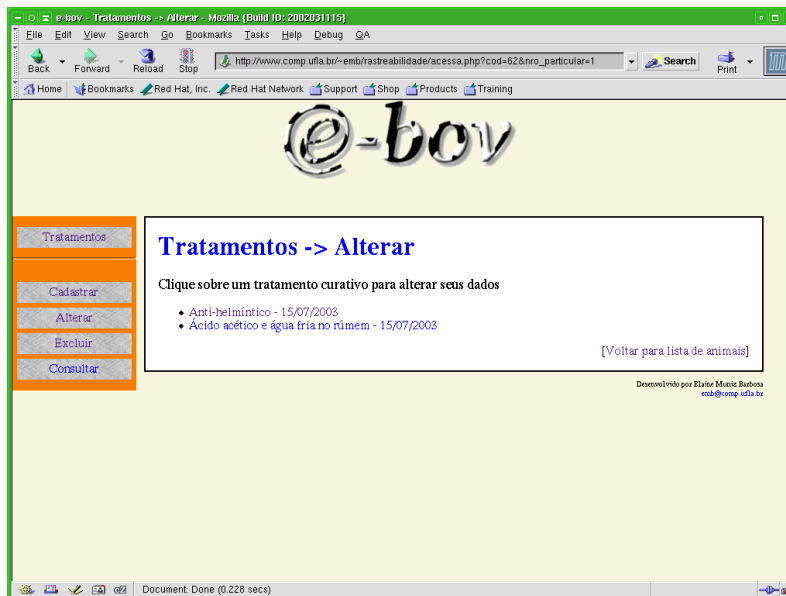 e-bov - Tratamentos -> Alterar - Mozilla {Build ID: 2002031115}
File Edit View Search Go Bookmarks Tasks Help Debug QA
Back Forward Reload Stop http://www.comp.ufla.br/~emb/rastreabilidade/acessa.php?cod=62&nro_particular=1 Search Print
Home Bookmarks Red Hat, Inc. Red Hat Network Support Shop Products Training
e-bov
Tratamentos
Cadastrar
Alterar
Excluir
Consultar
Tratamentos -> Alterar
Clique sobre um tratamento curativo para alterar seus dados
Anti-helmíntico - 15/07/2003
Ácido acético e água fria no rúmem - 15/07/2003
[Voltar para lista de animais]
Desenvolvido por Elaine Muniz Barbosa
emb@comp.ufla.br
Document: Done (0.228 secs)